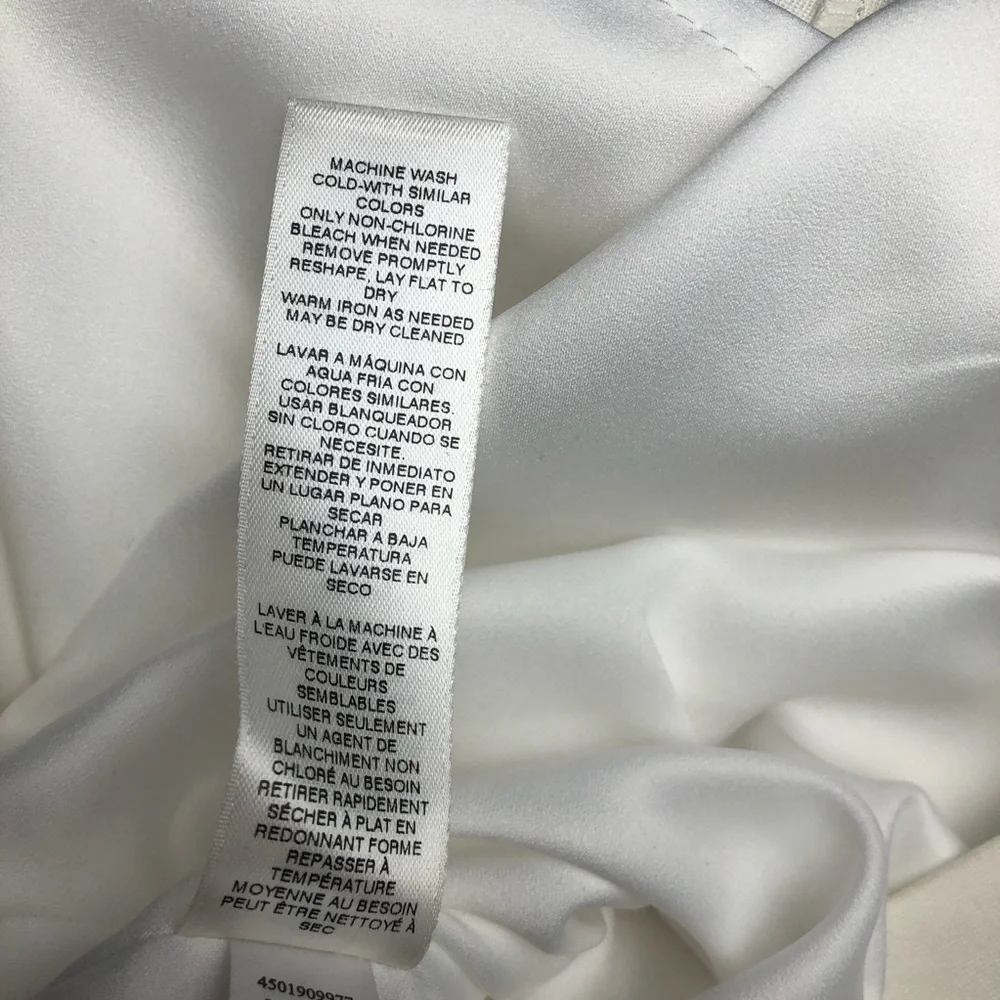 MACHINE WASH
COLD-WITH SIMILAR
COLORS
ONLY NON-CHLORINE
BLEACH WHEN NEEDED
REMOVE PROMPTLY
RESHAPE, LAY FLAT TO
DRY
WARM IRON AS NEEDED
MAY BE DRY CLEANED
LAVAR A MÁQUINA CON
AGUA FRIA CON
COLORES SIMILARES.
USAR BLANQUEADOR
SIN CLORO CUANDO SE
NECESITE.
RETIRAR DE INMEDIATO
EXTENDER Y PONER EN
UN LUGAR PLANO PARA
SECAR
PLANCHAR A BAJA
TEMPERATURA
PUEDE LAVARSE EN
SECO
LAVER À LA MACHINE À
L'EAU FROIDE AVEC DES
VÊTEMENTS DE
COULEURS
SEMBLABLES
UTILISER SEULEMENT
UN AGENT DE
BLANCHIMENT NON
CHLORÉ AU BESOIN
RETIRER RAPIDEMENT
SÉCHER À PLAT EN
REDONNANT FORME
REPASSER À
TEMPÉRATURE
MOYENNE AU BESOIN
PEUT ÊTRE NETTOYÉ À
SEC
4501909977